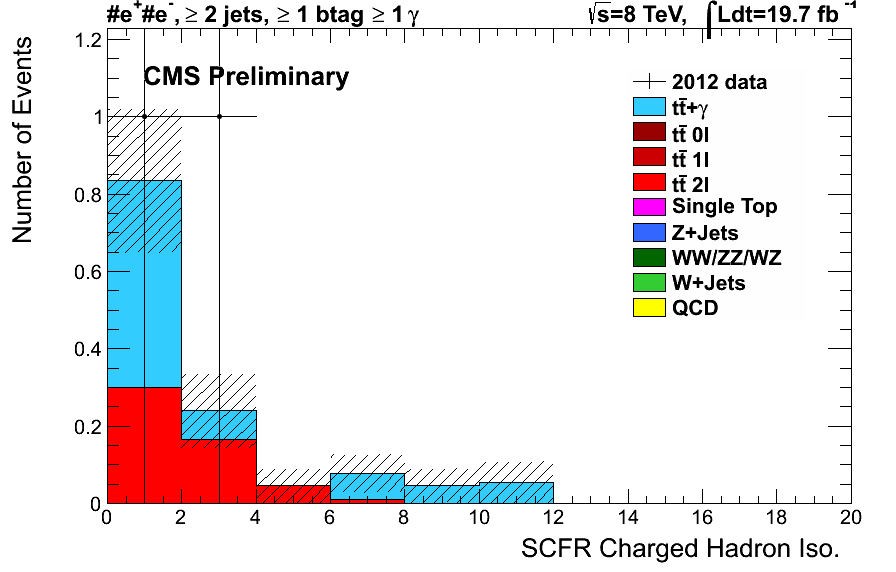 #e⁺#e⁻, ≥ 2 jets, ≥ 1 btag ≥ 1 γ
√s=8 TeV, ∫Ldt=19.7 fb⁻¹
CMS Preliminary
2012 data
tt̄+γ
tt̄ 0l
tt̄ 1l
tt̄ 2l
Single Top
Z+Jets
WW/ZZ/WZ
W+Jets
QCD
Number of Events
1.2
1
0.8
0.6
0.4
0.2
0
0 2 4 6 8 10 12 14 16 18 20
SCFR Charged Hadron Iso.